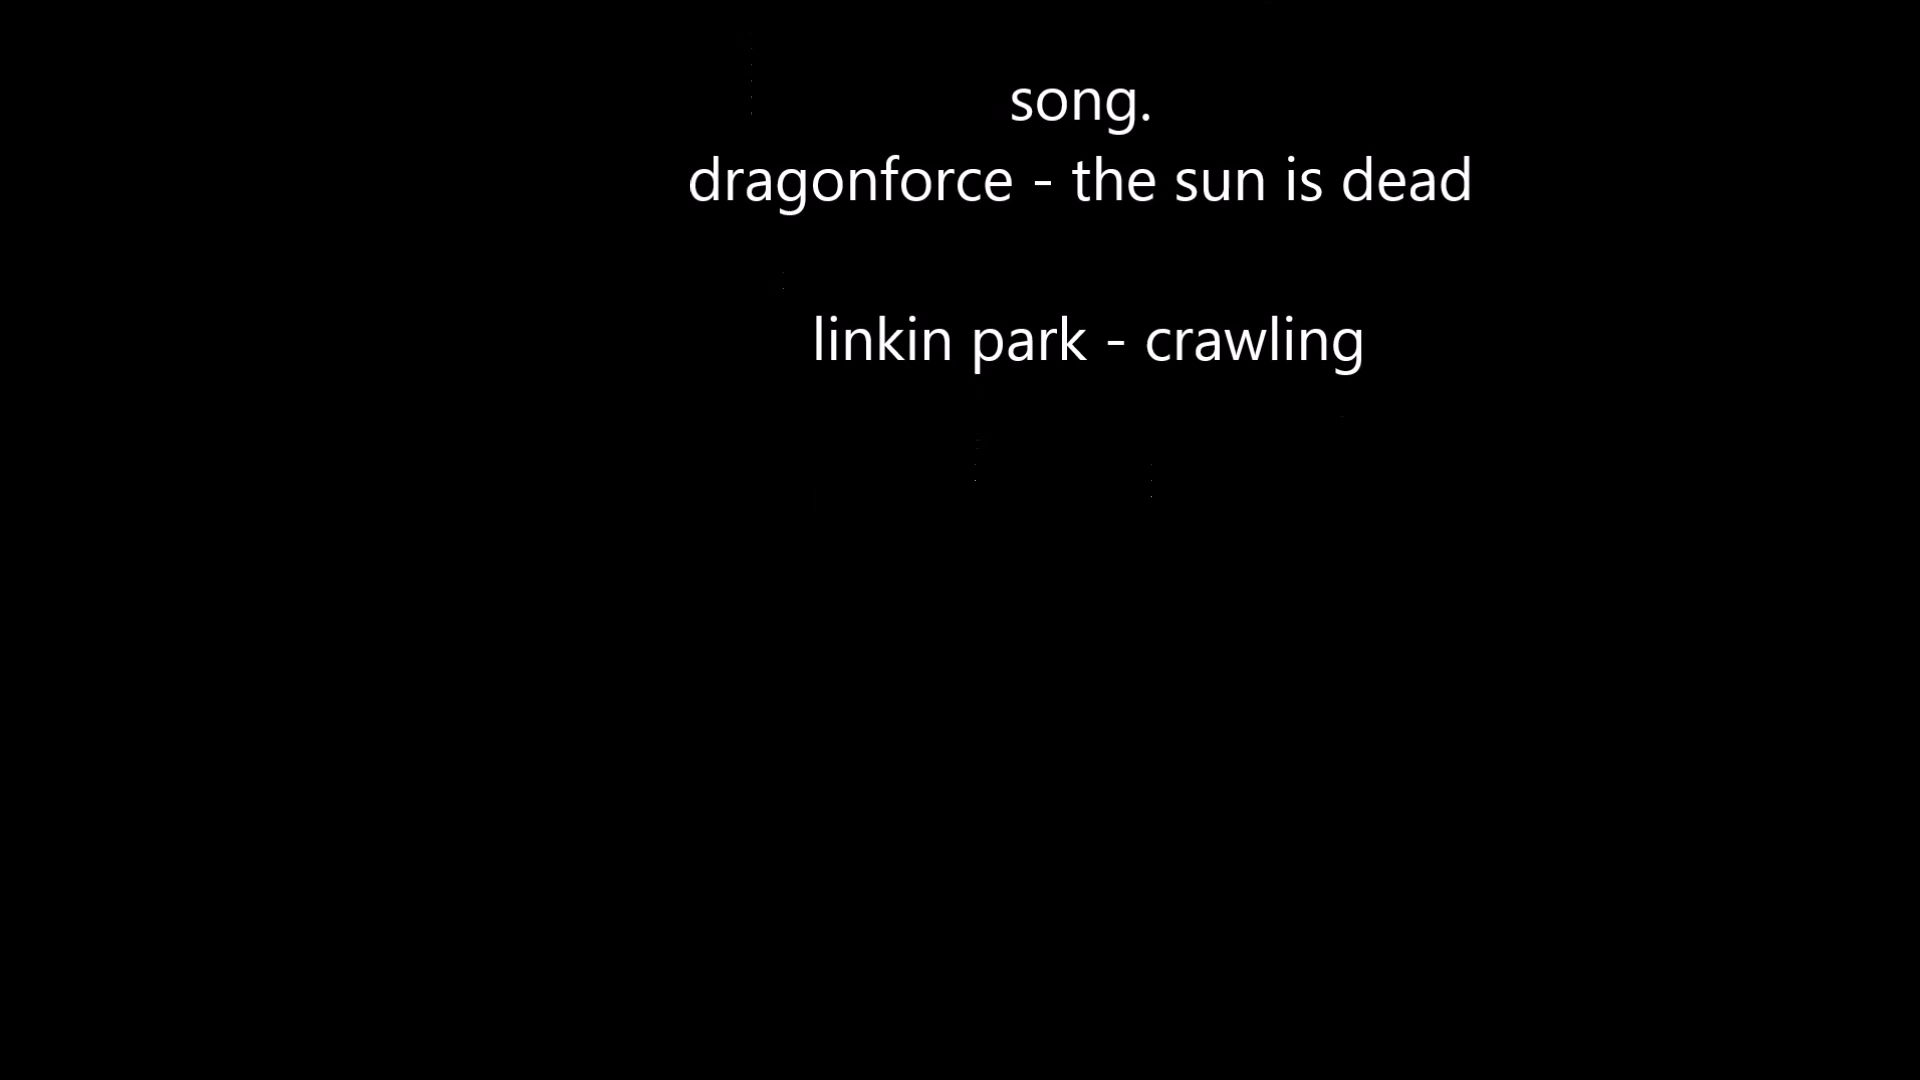 song.
dragonforce - the sun is dead
linkin park - crawling